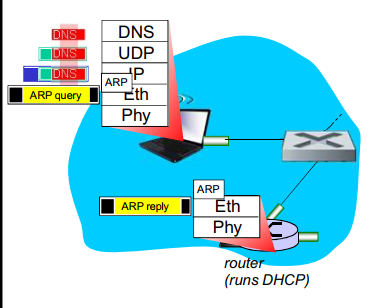 DNS
DNS
DNS
DNS
UDP
IP
ARP
Eth
Phy
ARP query
ARP
Eth
Phy
ARP reply
router
(runs DHCP)